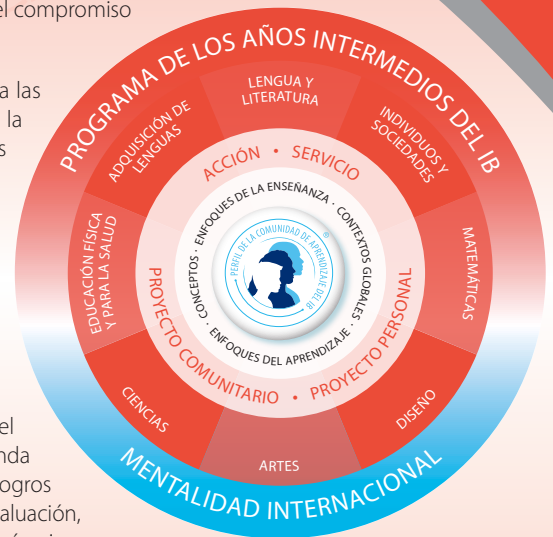 el compromiso
a las
la
s
el
nda
ogros
aluación,
PROGRAMA DE LOS AÑOS INTERMEDIOS DEL IB
LENGUA Y
LITERATURA
INDIVIDUOS Y
SOCIEDADES
MATEMÁTICAS
DISEÑO
ARTES
CIENCIAS
EDUCACIÓN FÍSICA
Y PARA LA SALUD
ADQUISICIÓN DE
LENGUAS
ACCIÓN • SERVICIO
PROYECTO COMUNITARIO • PROYECTO PERSONAL
CONCEPTOS · ENFOQUES DE LA ENSEÑANZA · CONTEXTOS GLOBALES ·
ENFOQUES DEL APRENDIZAJE ·
PERFIL DE LA COMUNIDAD DE APRENDIZAJE DEL IB ®
MENTALIDAD INTERNACIONAL